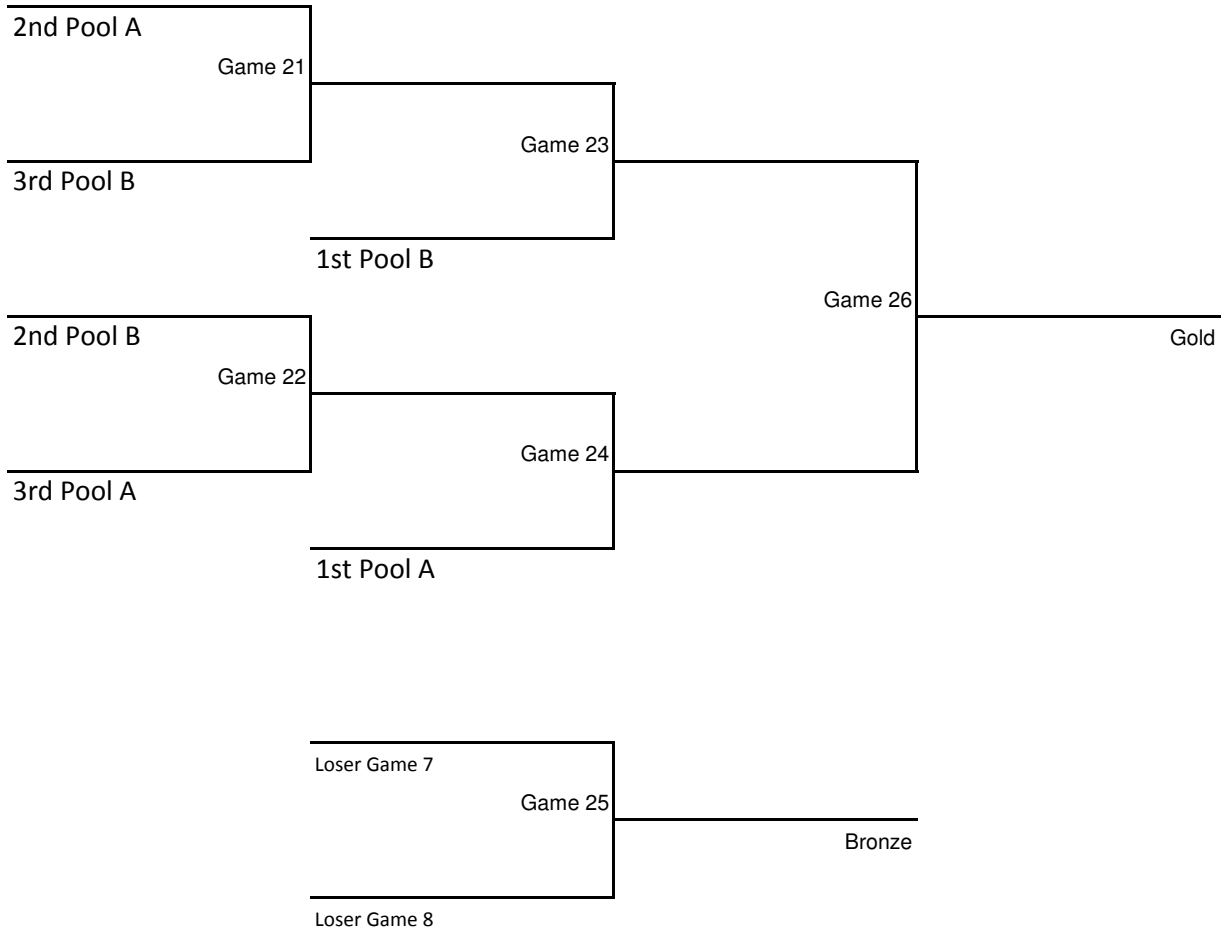 2nd Pool A
Game 21
Game 23
3rd Pool B
1st Pool B
Game 26
2nd Pool B
Gold
Game 22
Game 24
3rd Pool A
1st Pool A
Loser Game 7
Game 25
Bronze
Loser Game 8